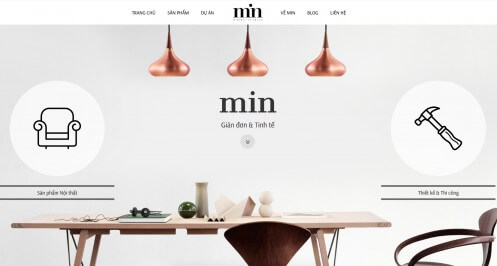 TRANG CHỦ SẢN PHẨM DỰ ÁN min VỀ MIN BLOG LIÊN HỆ
min
Giản đơn & Tinh tế
Sản phẩm Nội thất
Thiết kế & Thi công